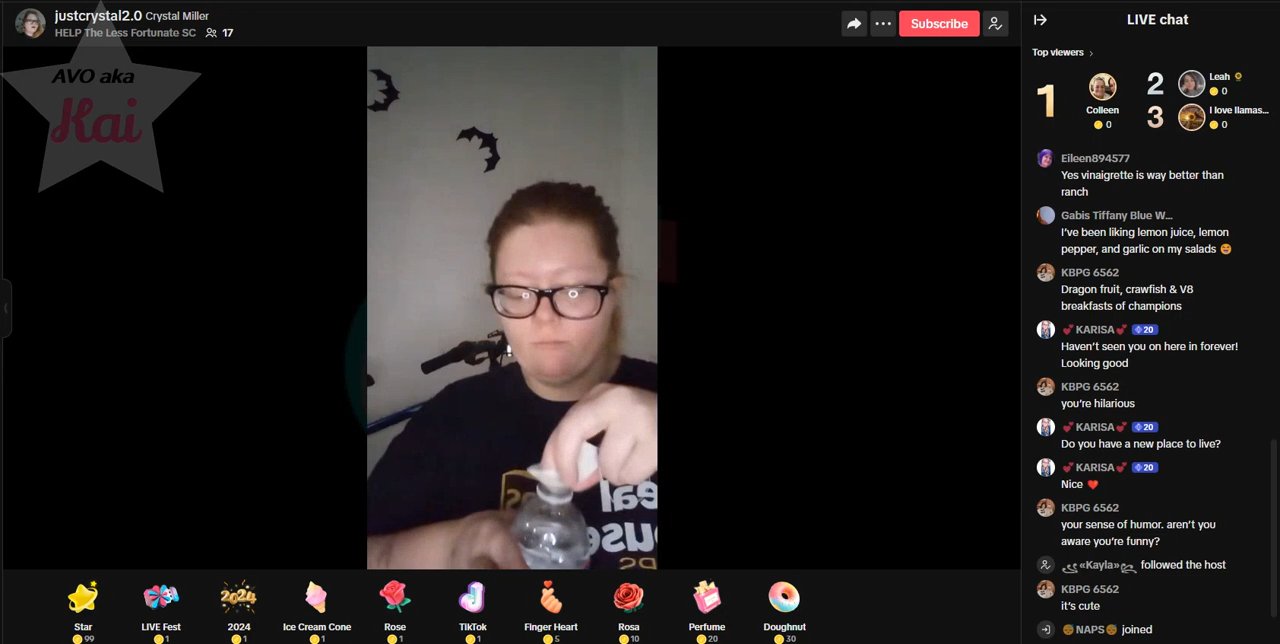 justcrystal2.0 Crystal Miller
HELP The Less Fortunate SC 17
Subscribe
AVO aka
Kai
LIVE chat
Top viewers
1
Colleen
0
2
Leah
0
3
I love llamas...
0
Eileen894577
Yes vinaigrette is way better than
ranch
Gabis Tiffany Blue W...
I've been liking lemon juice, lemon
pepper, and garlic on my salads
KBPG 6562
Dragon fruit, crawfish & V8
breakfasts of champions
💕 KARISA💕 20
Haven't seen you on here in forever!
Looking good
KBPG 6562
you're hilarious
💕 KARISA💕 20
Do you have a new place to live?
💕 KARISA💕 20
Nice ❤️
KBPG 6562
your sense of humor. aren't you
aware you're funny?
«Kayla» followed the host
KBPG 6562
it's cute
NAPS joined
Star
99
LIVE Fest
1
2024
2024
1
Ice Cream Cone
1
Rose
1
TikTok
1
Finger Heart
5
Rosa
10
Perfume
20
Doughnut
30